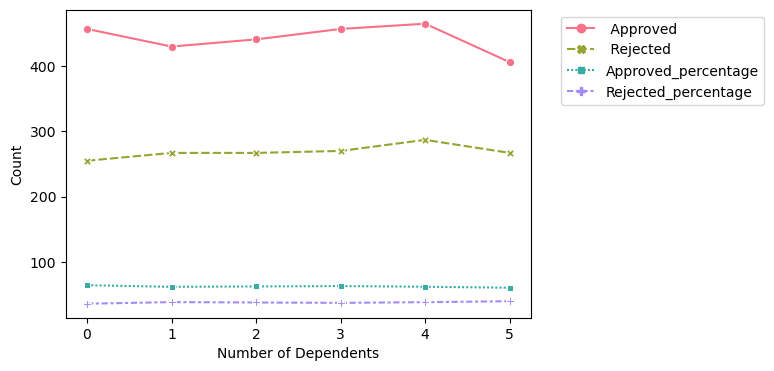 400
300
200
100
Count
0 1 2 3 4 5
Number of Dependents
Approved
Rejected
Approved_percentage
Rejected_percentage